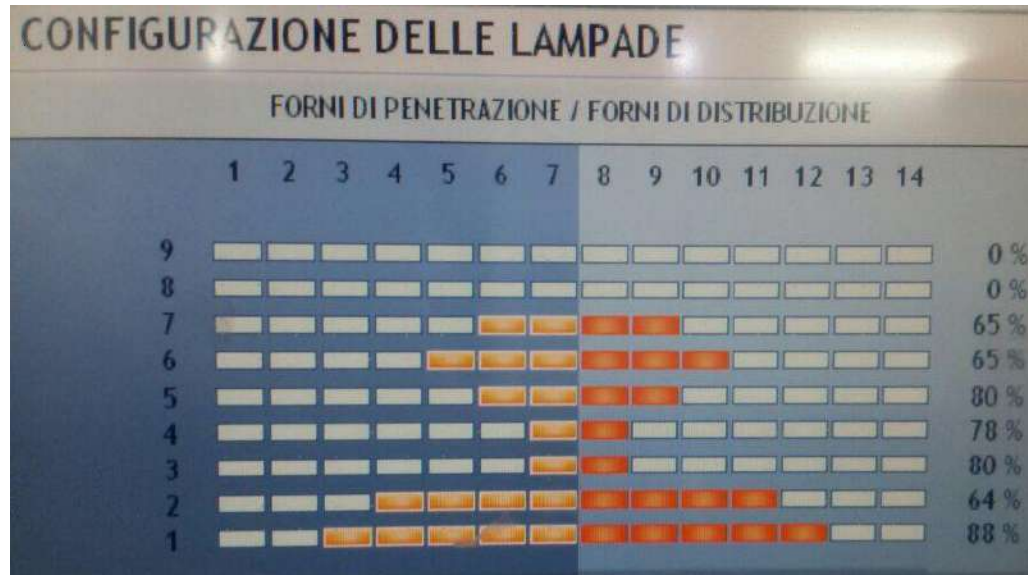 CONFIGURAZIONE DELLE LAMPADE
FORNI DI PENETRAZIONE / FORNI DI DISTRIBUZIONE
1 2 3 4 5 6 7 8 9 10 11 12 13 14
9 0 %
8 0 %
7 65 %
6 65 %
5 80 %
4 78 %
3 80 %
2 64 %
1 88 %